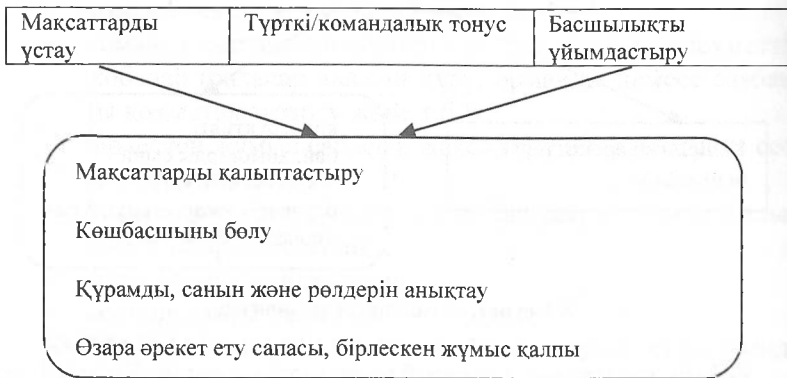 Мақсаттарды ұстау
Түрткі/командалық тонус
Басшылықты ұйымдастыру
Мақсаттарды қалыптастыру
Көшбасшыны бөлу
Құрамды, санын және рөлдерін анықтау
Өзара әрекет ету сапасы, бірлескен жұмыс қалпы